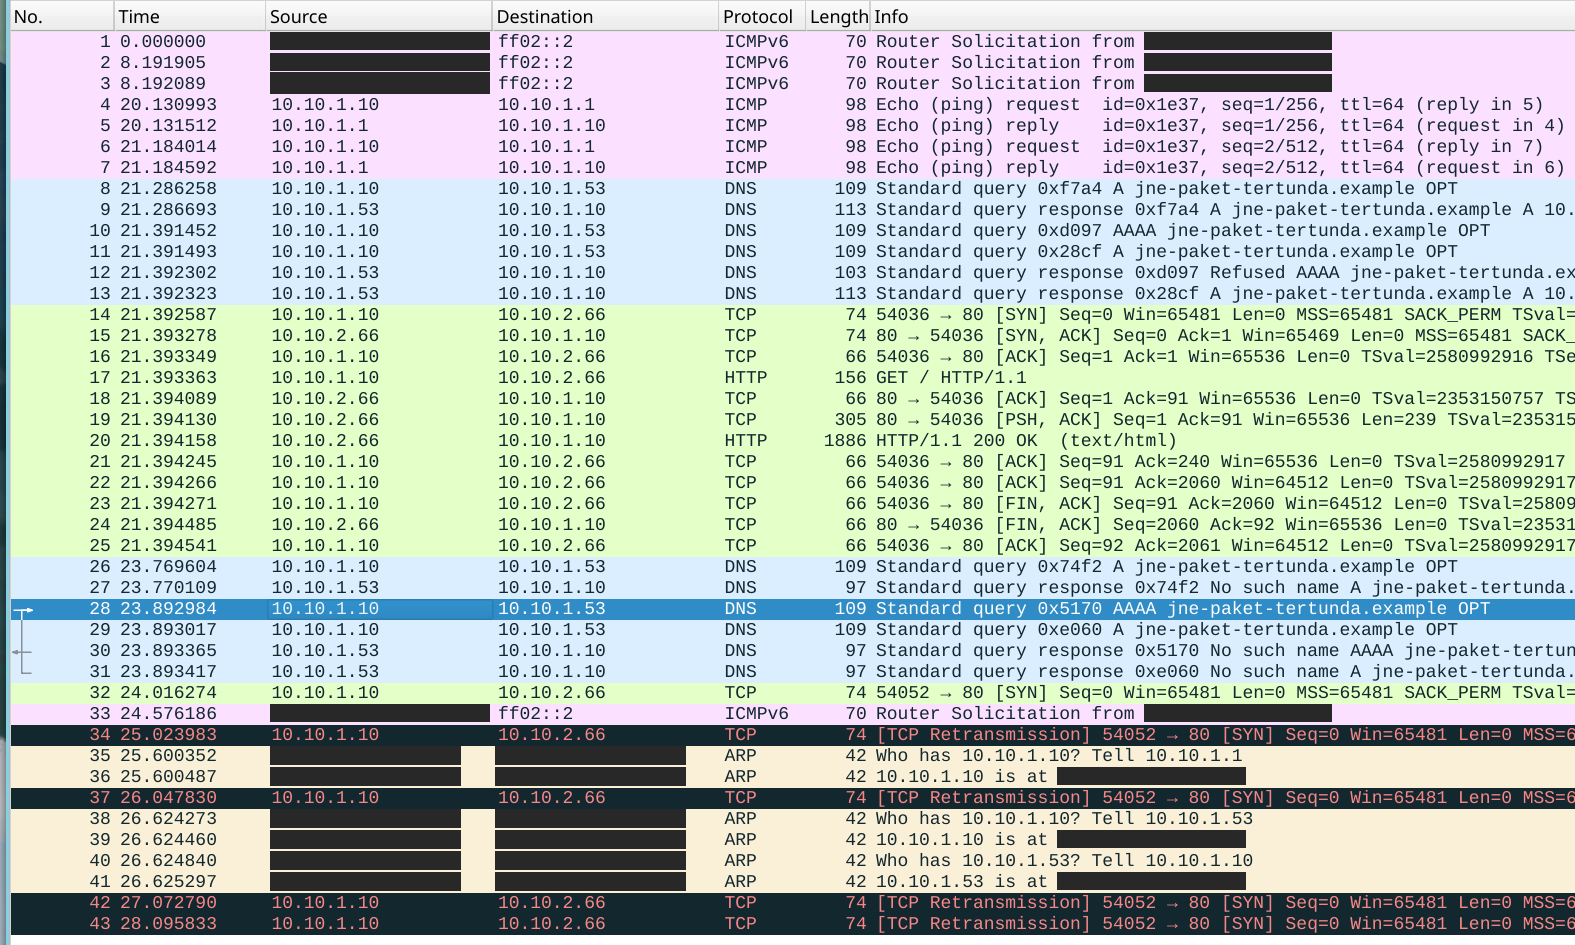 No. Time Source Destination Protocol Length Info
1 0.000000 ff02::2 ICMPv6 70 Router Solicitation from
2 8.191905 ff02::2 ICMPv6 70 Router Solicitation from
3 8.192089 ff02::2 ICMPv6 70 Router Solicitation from
4 20.130993 10.10.1.10 10.10.1.1 ICMP 98 Echo (ping) request id=0x1e37, seq=1/256, ttl=64 (reply in 5)
5 20.131512 10.10.1.1 10.10.1.10 ICMP 98 Echo (ping) reply id=0x1e37, seq=1/256, ttl=64 (request in 4)
6 21.184014 10.10.1.10 10.10.1.1 ICMP 98 Echo (ping) request id=0x1e37, seq=2/512, ttl=64 (reply in 7)
7 21.184592 10.10.1.1 10.10.1.10 ICMP 98 Echo (ping) reply id=0x1e37, seq=2/512, ttl=64 (request in 6)
8 21.286258 10.10.1.10 10.10.1.53 DNS 109 Standard query 0xf7a4 A jne-paket-tertunda.example OPT
9 21.286693 10.10.1.53 10.10.1.10 DNS 113 Standard query response 0xf7a4 A jne-paket-tertunda.example A 10.
10 21.391452 10.10.1.10 10.10.1.53 DNS 109 Standard query 0xd097 AAAA jne-paket-tertunda.example OPT
11 21.391493 10.10.1.10 10.10.1.53 DNS 109 Standard query 0x28cf A jne-paket-tertunda.example OPT
12 21.392302 10.10.1.53 10.10.1.10 DNS 103 Standard query response 0xd097 Refused AAAA jne-paket-tertunda.ex
13 21.392323 10.10.1.53 10.10.1.10 DNS 113 Standard query response 0x28cf A jne-paket-tertunda.example A 10.
14 21.392587 10.10.1.10 10.10.2.66 TCP 74 54036 → 80 [SYN] Seq=0 Win=65481 Len=0 MSS=65481 SACK_PERM TSval=
15 21.393278 10.10.2.66 10.10.1.10 TCP 74 80 → 54036 [SYN, ACK] Seq=0 Ack=1 Win=65469 Len=0 MSS=65481 SACK_
16 21.393349 10.10.1.10 10.10.2.66 TCP 66 54036 → 80 [ACK] Seq=1 Ack=1 Win=65536 Len=0 TSval=2580992916 TSe
17 21.393363 10.10.1.10 10.10.2.66 HTTP 156 GET / HTTP/1.1
18 21.394089 10.10.2.66 10.10.1.10 TCP 66 80 → 54036 [ACK] Seq=1 Ack=91 Win=65536 Len=0 TSval=2353150757 TS
19 21.394130 10.10.2.66 10.10.1.10 TCP 305 80 → 54036 [PSH, ACK] Seq=1 Ack=91 Win=65536 Len=239 TSval=235315
20 21.394158 10.10.2.66 10.10.1.10 HTTP 1886 HTTP/1.1 200 OK (text/html)
21 21.394245 10.10.1.10 10.10.2.66 TCP 66 54036 → 80 [ACK] Seq=91 Ack=240 Win=65536 Len=0 TSval=2580992917
22 21.394266 10.10.1.10 10.10.2.66 TCP 66 54036 → 80 [ACK] Seq=91 Ack=2060 Win=64512 Len=0 TSval=2580992917
23 21.394271 10.10.1.10 10.10.2.66 TCP 66 54036 → 80 [FIN, ACK] Seq=91 Ack=2060 Win=64512 Len=0 TSval=25809
24 21.394485 10.10.2.66 10.10.1.10 TCP 66 80 → 54036 [FIN, ACK] Seq=2060 Ack=92 Win=65536 Len=0 TSval=23531
25 21.394541 10.10.1.10 10.10.2.66 TCP 66 54036 → 80 [ACK] Seq=92 Ack=2061 Win=64512 Len=0 TSval=2580992917
26 23.769604 10.10.1.10 10.10.1.53 DNS 109 Standard query 0x74f2 A jne-paket-tertunda.example OPT
27 23.770109 10.10.1.53 10.10.1.10 DNS 97 Standard query response 0x74f2 No such name A jne-paket-tertunda.
28 23.892984 10.10.1.10 10.10.1.53 DNS 109 Standard query 0x5170 AAAA jne-paket-tertunda.example OPT
29 23.893017 10.10.1.10 10.10.1.53 DNS 109 Standard query 0xe060 A jne-paket-tertunda.example OPT
30 23.893365 10.10.1.53 10.10.1.10 DNS 97 Standard query response 0x5170 No such name AAAA jne-paket-tertun
31 23.893417 10.10.1.53 10.10.1.10 DNS 97 Standard query response 0xe060 No such name A jne-paket-tertunda.
32 24.016274 10.10.1.10 10.10.2.66 TCP 74 54052 → 80 [SYN] Seq=0 Win=65481 Len=0 MSS=65481 SACK_PERM TSval=
33 24.576186 ff02::2 ICMPv6 70 Router Solicitation from
34 25.023983 10.10.1.10 10.10.2.66 TCP 74 [TCP Retransmission] 54052 → 80 [SYN] Seq=0 Win=65481 Len=0 MSS=6
35 25.600352 ARP 42 Who has 10.10.1.10? Tell 10.10.1.1
36 25.600487 ARP 42 10.10.1.10 is at
37 26.047830 10.10.1.10 10.10.2.66 TCP 74 [TCP Retransmission] 54052 → 80 [SYN] Seq=0 Win=65481 Len=0 MSS=6
38 26.624273 ARP 42 Who has 10.10.1.10? Tell 10.10.1.53
39 26.624460 ARP 42 10.10.1.10 is at
40 26.624840 ARP 42 Who has 10.10.1.53? Tell 10.10.1.10
41 26.625297 ARP 42 10.10.1.53 is at
42 27.072790 10.10.1.10 10.10.2.66 TCP 74 [TCP Retransmission] 54052 → 80 [SYN] Seq=0 Win=65481 Len=0 MSS=6
43 28.095833 10.10.1.10 10.10.2.66 TCP 74 [TCP Retransmission] 54052 → 80 [SYN] Seq=0 Win=65481 Len=0 MSS=6